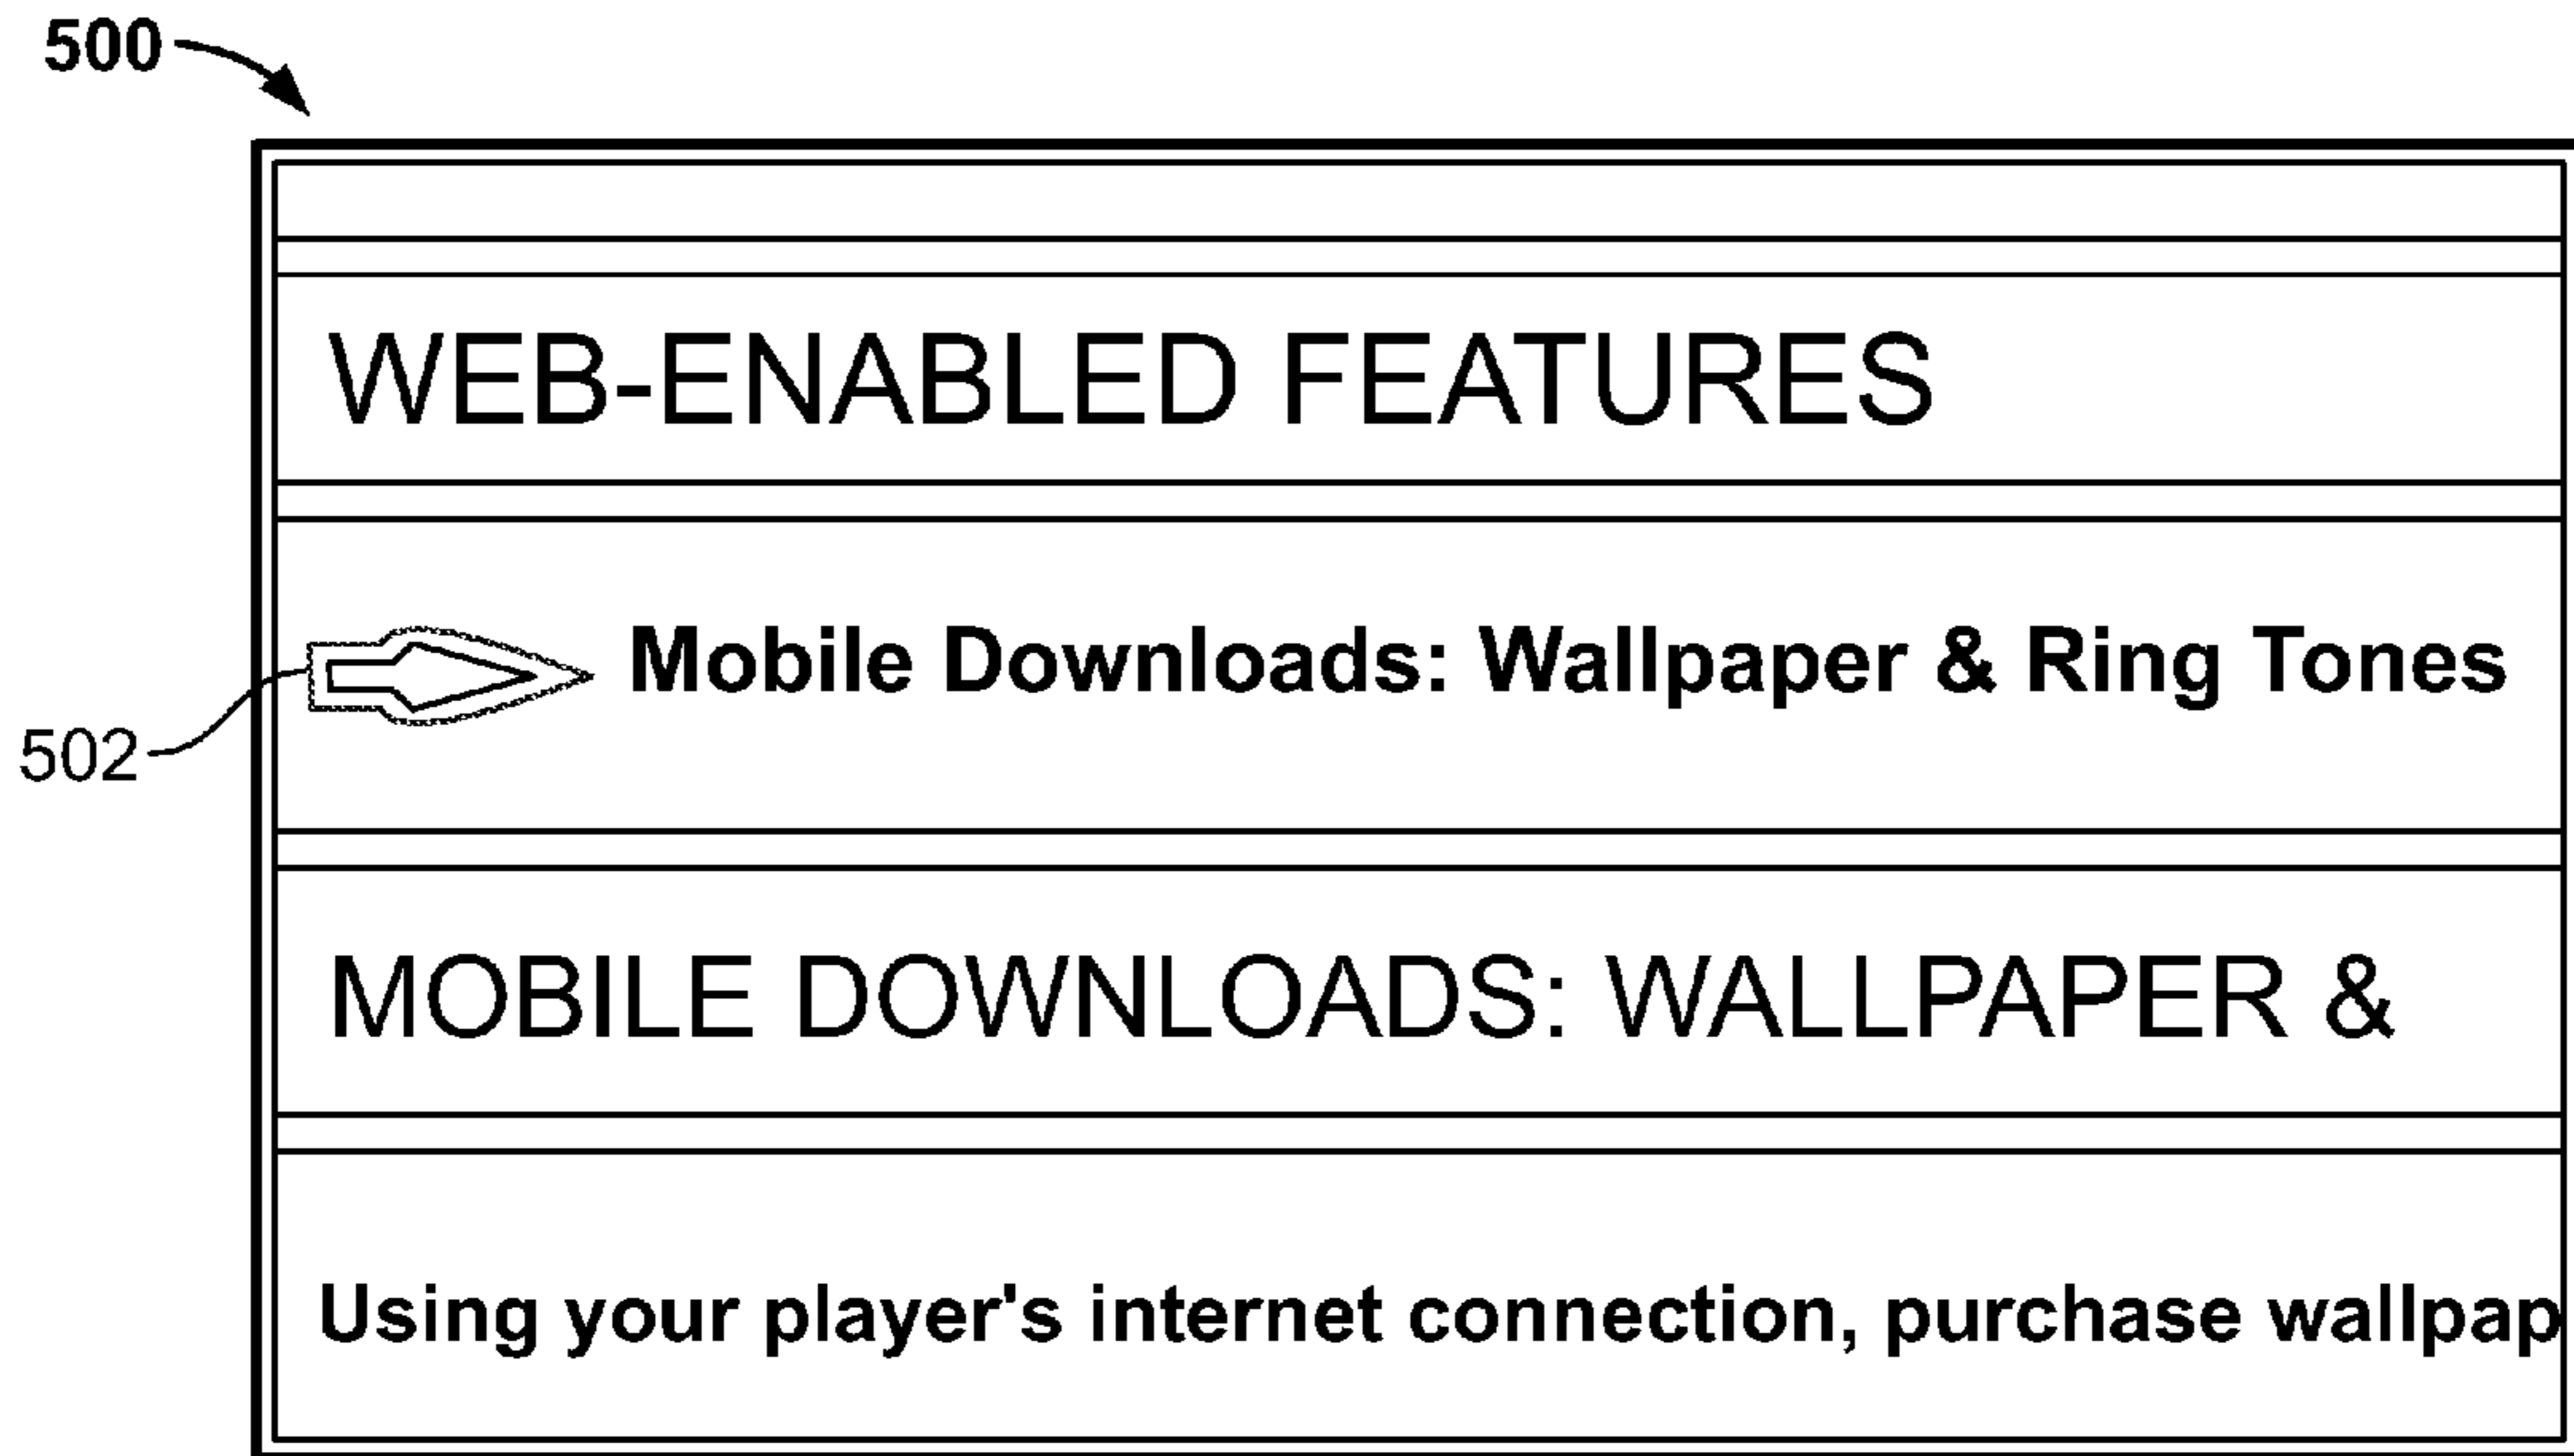 500
WEB-ENABLED FEATURES
Mobile Downloads: Wallpaper & Ring Tones
502
MOBILE DOWNLOADS: WALLPAPER &
Using your player's internet connection, purchase wallpap